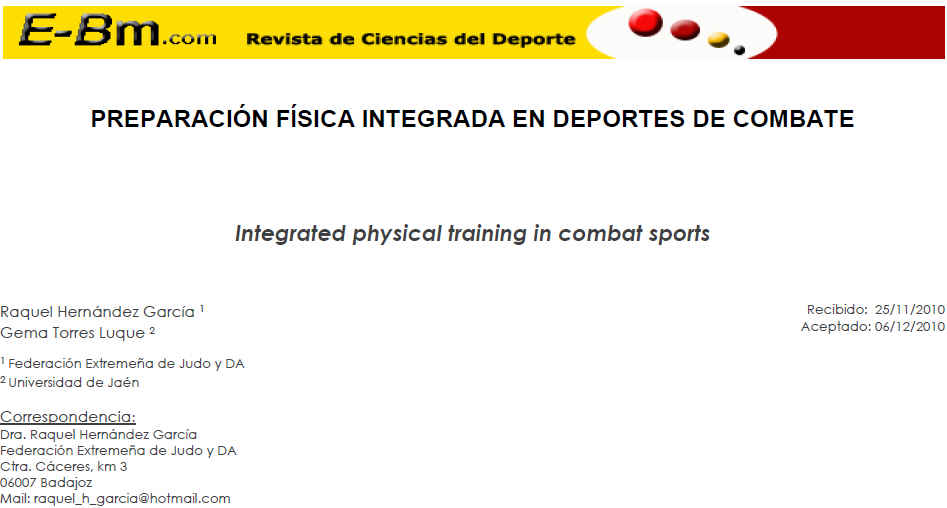 E-Bm.com Revista de Ciencias del Deporte
PREPARACIÓN FÍSICA INTEGRADA EN DEPORTES DE COMBATE
Integrated physical training in combat sports
Raquel Hernández García ¹
Gema Torres Luque ²
Recibido: 25/11/2010
Aceptado: 06/12/2010
¹ Federación Extremeña de Judo y DA
² Universidad de Jaén
Correspondencia:
Dra. Raquel Hernández García
Federación Extremeña de Judo y DA
Ctra. Cáceres, km 3
06007 Badajoz
Mail: raquel_h_garcia@hotmail.com